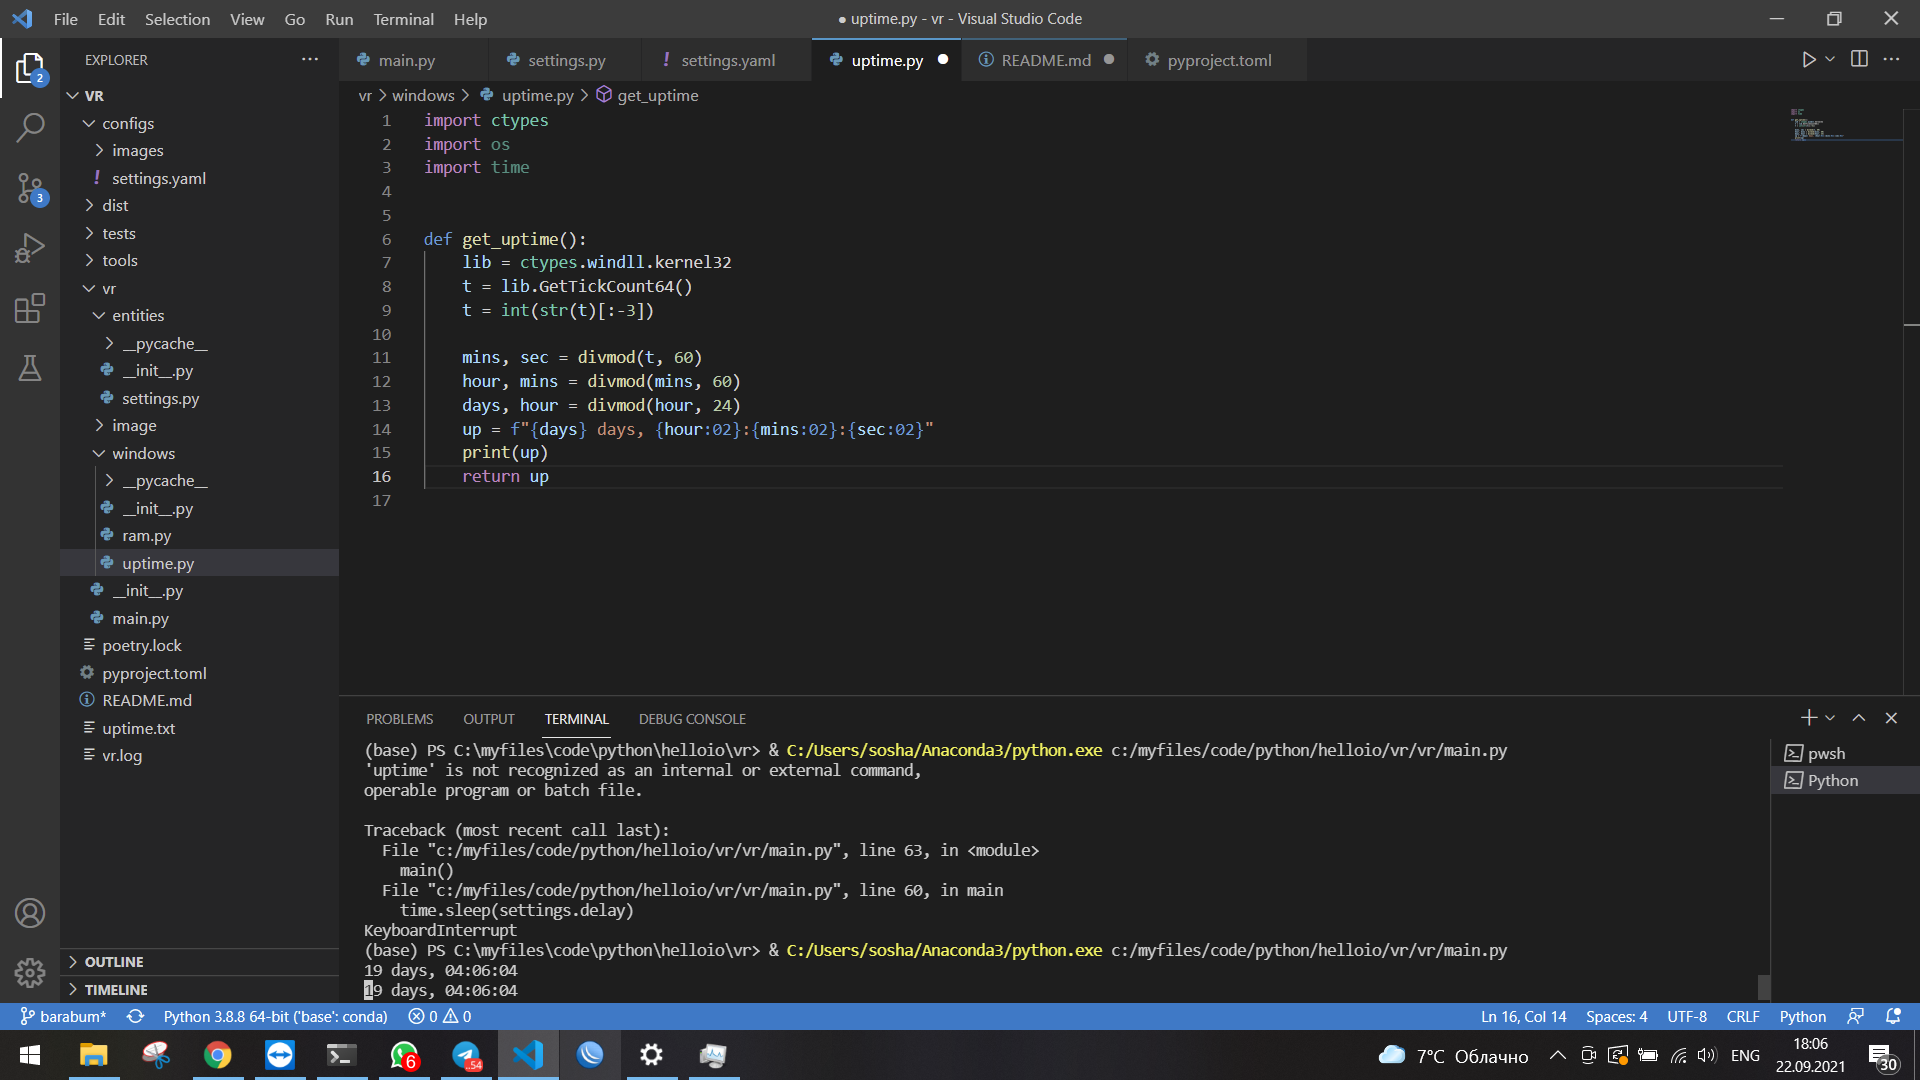 File Edit Selection View Go Run Terminal Help
● uptime.py - vr - Visual Studio Code
EXPLORER
VR
configs
images
! settings.yaml
dist
tests
tools
vr
entities
__pycache__
__init__.py
settings.py
image
windows
__pycache__
__init__.py
ram.py
uptime.py
__init__.py
main.py
poetry.lock
pyproject.toml
README.md
uptime.txt
vr.log
OUTLINE
TIMELINE
2
3
main.py settings.py ! settings.yaml uptime.py README.md pyproject.toml
vr > windows > uptime.py > get_uptime
1 import ctypes
2 import os
3 import time
4
5
6 def get_uptime():
7 lib = ctypes.windll.kernel32
8 t = lib.GetTickCount64()
9 t = int(str(t)[:-3])
10
11 mins, sec = divmod(t, 60)
12 hour, mins = divmod(mins, 60)
13 days, hour = divmod(hour, 24)
14 up = f"{days} days, {hour:02}:{mins:02}:{sec:02}"
15 print(up)
16 return up
17
PROBLEMS OUTPUT TERMINAL DEBUG CONSOLE
(base) PS C:\myfiles\code\python\helloio\vr> & C:/Users/sosha/Anaconda3/python.exe c:/myfiles/code/python/helloio/vr/vr/main.py
'uptime' is not recognized as an internal or external command,
operable program or batch file.
Traceback (most recent call last):
File "c:/myfiles/code/python/helloio/vr/vr/main.py", line 63, in <module>
main()
File "c:/myfiles/code/python/helloio/vr/vr/main.py", line 60, in main
time.sleep(settings.delay)
KeyboardInterrupt
(base) PS C:\myfiles\code\python\helloio\vr> & C:/Users/sosha/Anaconda3/python.exe c:/myfiles/code/python/helloio/vr/vr/main.py
19 days, 04:06:04
19 days, 04:06:04
pwsh
Python
barabum* Python 3.8.8 64-bit ('base': conda) 0 0
Ln 16, Col 14 Spaces: 4 UTF-8 CRLF Python
6
..54
7°C Облачно
ENG
18:06
22.09.2021
30